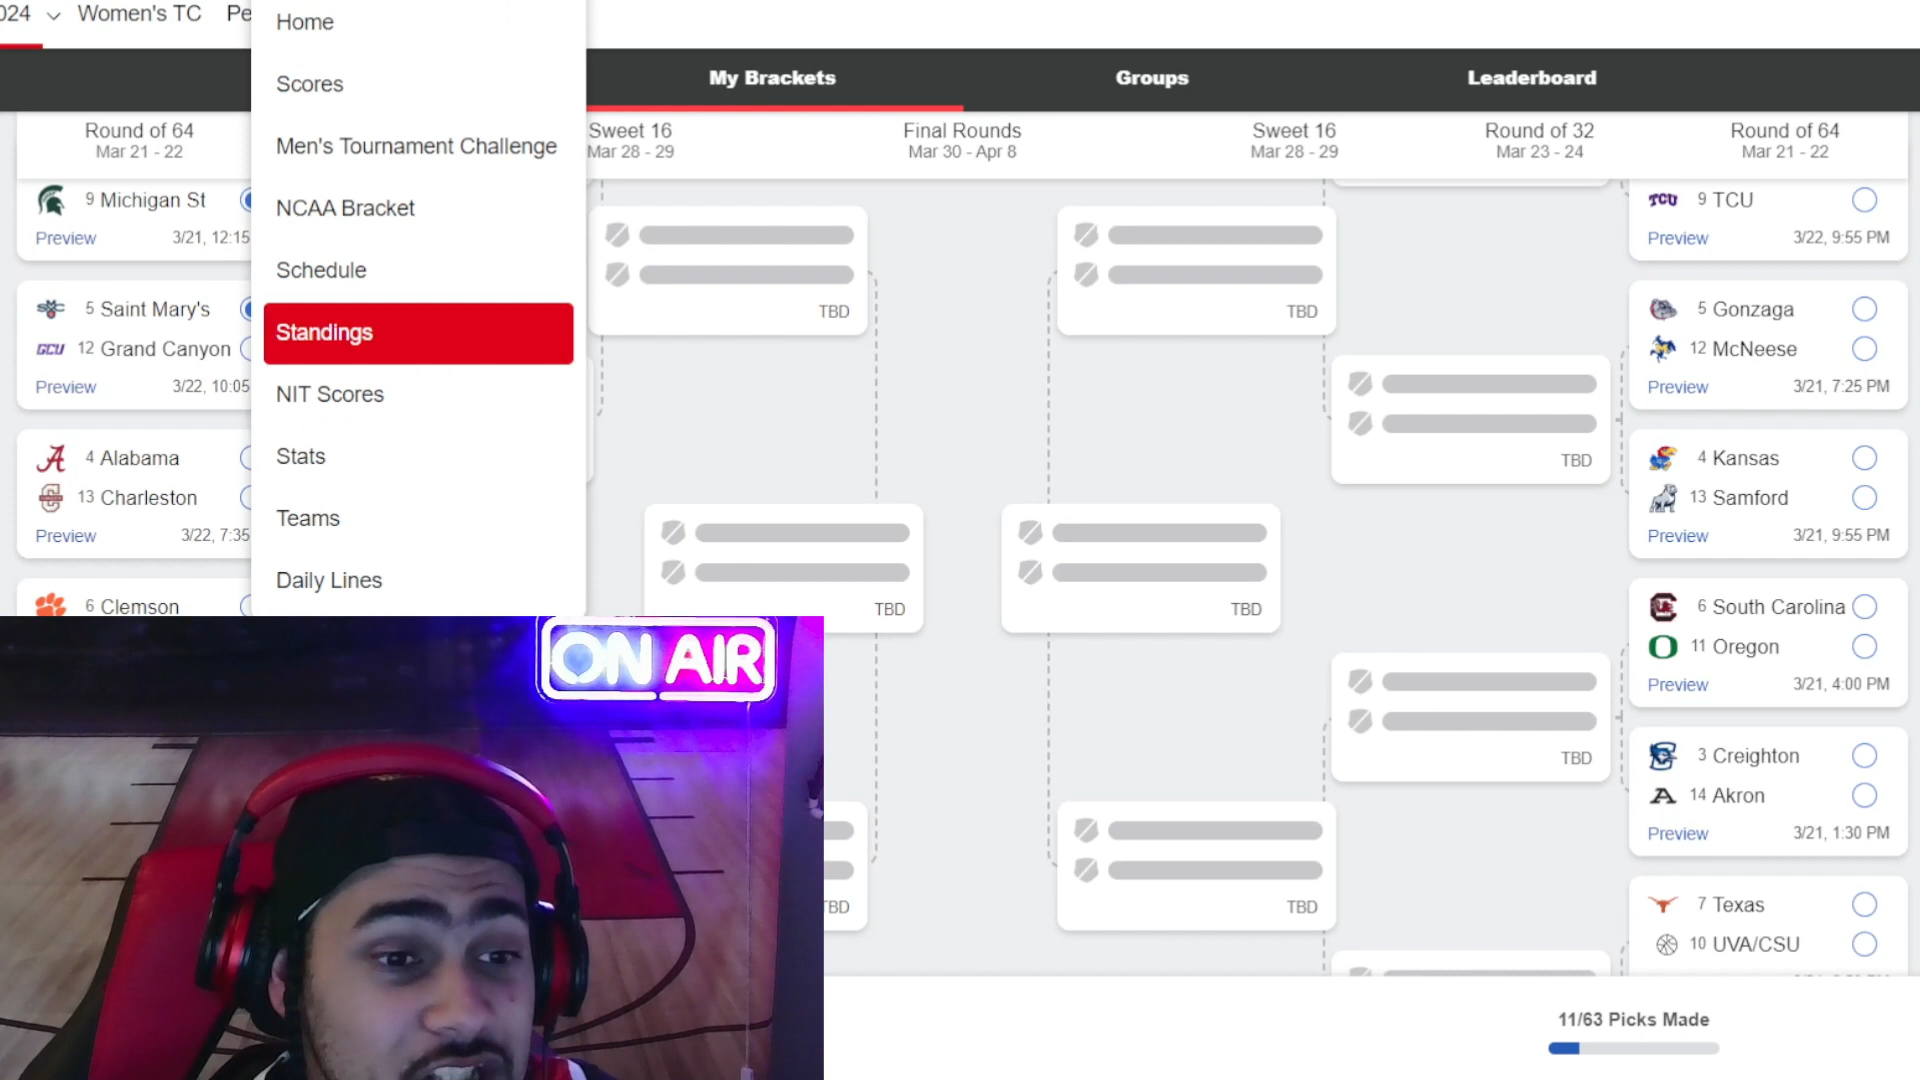 024 Women's TC Pe
Home
Scores
Men's Tournament Challenge
NCAA Bracket
Schedule
Standings
NIT Scores
Stats
Teams
Daily Lines
My Brackets Groups Leaderboard
Round of 64
Mar 21 - 22
Sweet 16
Mar 28 - 29
Final Rounds
Mar 30 - Apr 8
Sweet 16
Mar 28 - 29
Round of 32
Mar 23 - 24
Round of 64
Mar 21 - 22
9 Michigan St
Preview 3/21, 12:15
5 Saint Mary's
GCU 12 Grand Canyon
Preview 3/22, 10:05
A 4 Alabama
13 Charleston
Preview 3/22, 7:35
6 Clemson
TBD
TBD
TBD
TBD
TBD
TBD
TBD
TBD
TCU 9 TCU
Preview 3/22, 9:55 PM
5 Gonzaga
12 McNeese
Preview 3/21, 7:25 PM
4 Kansas
13 Samford
Preview 3/21, 9:55 PM
6 South Carolina
11 Oregon
Preview 3/21, 4:00 PM
3 Creighton
14 Akron
Preview 3/21, 1:30 PM
7 Texas
10 UVA/CSU
ON AIR
11/63 Picks Made